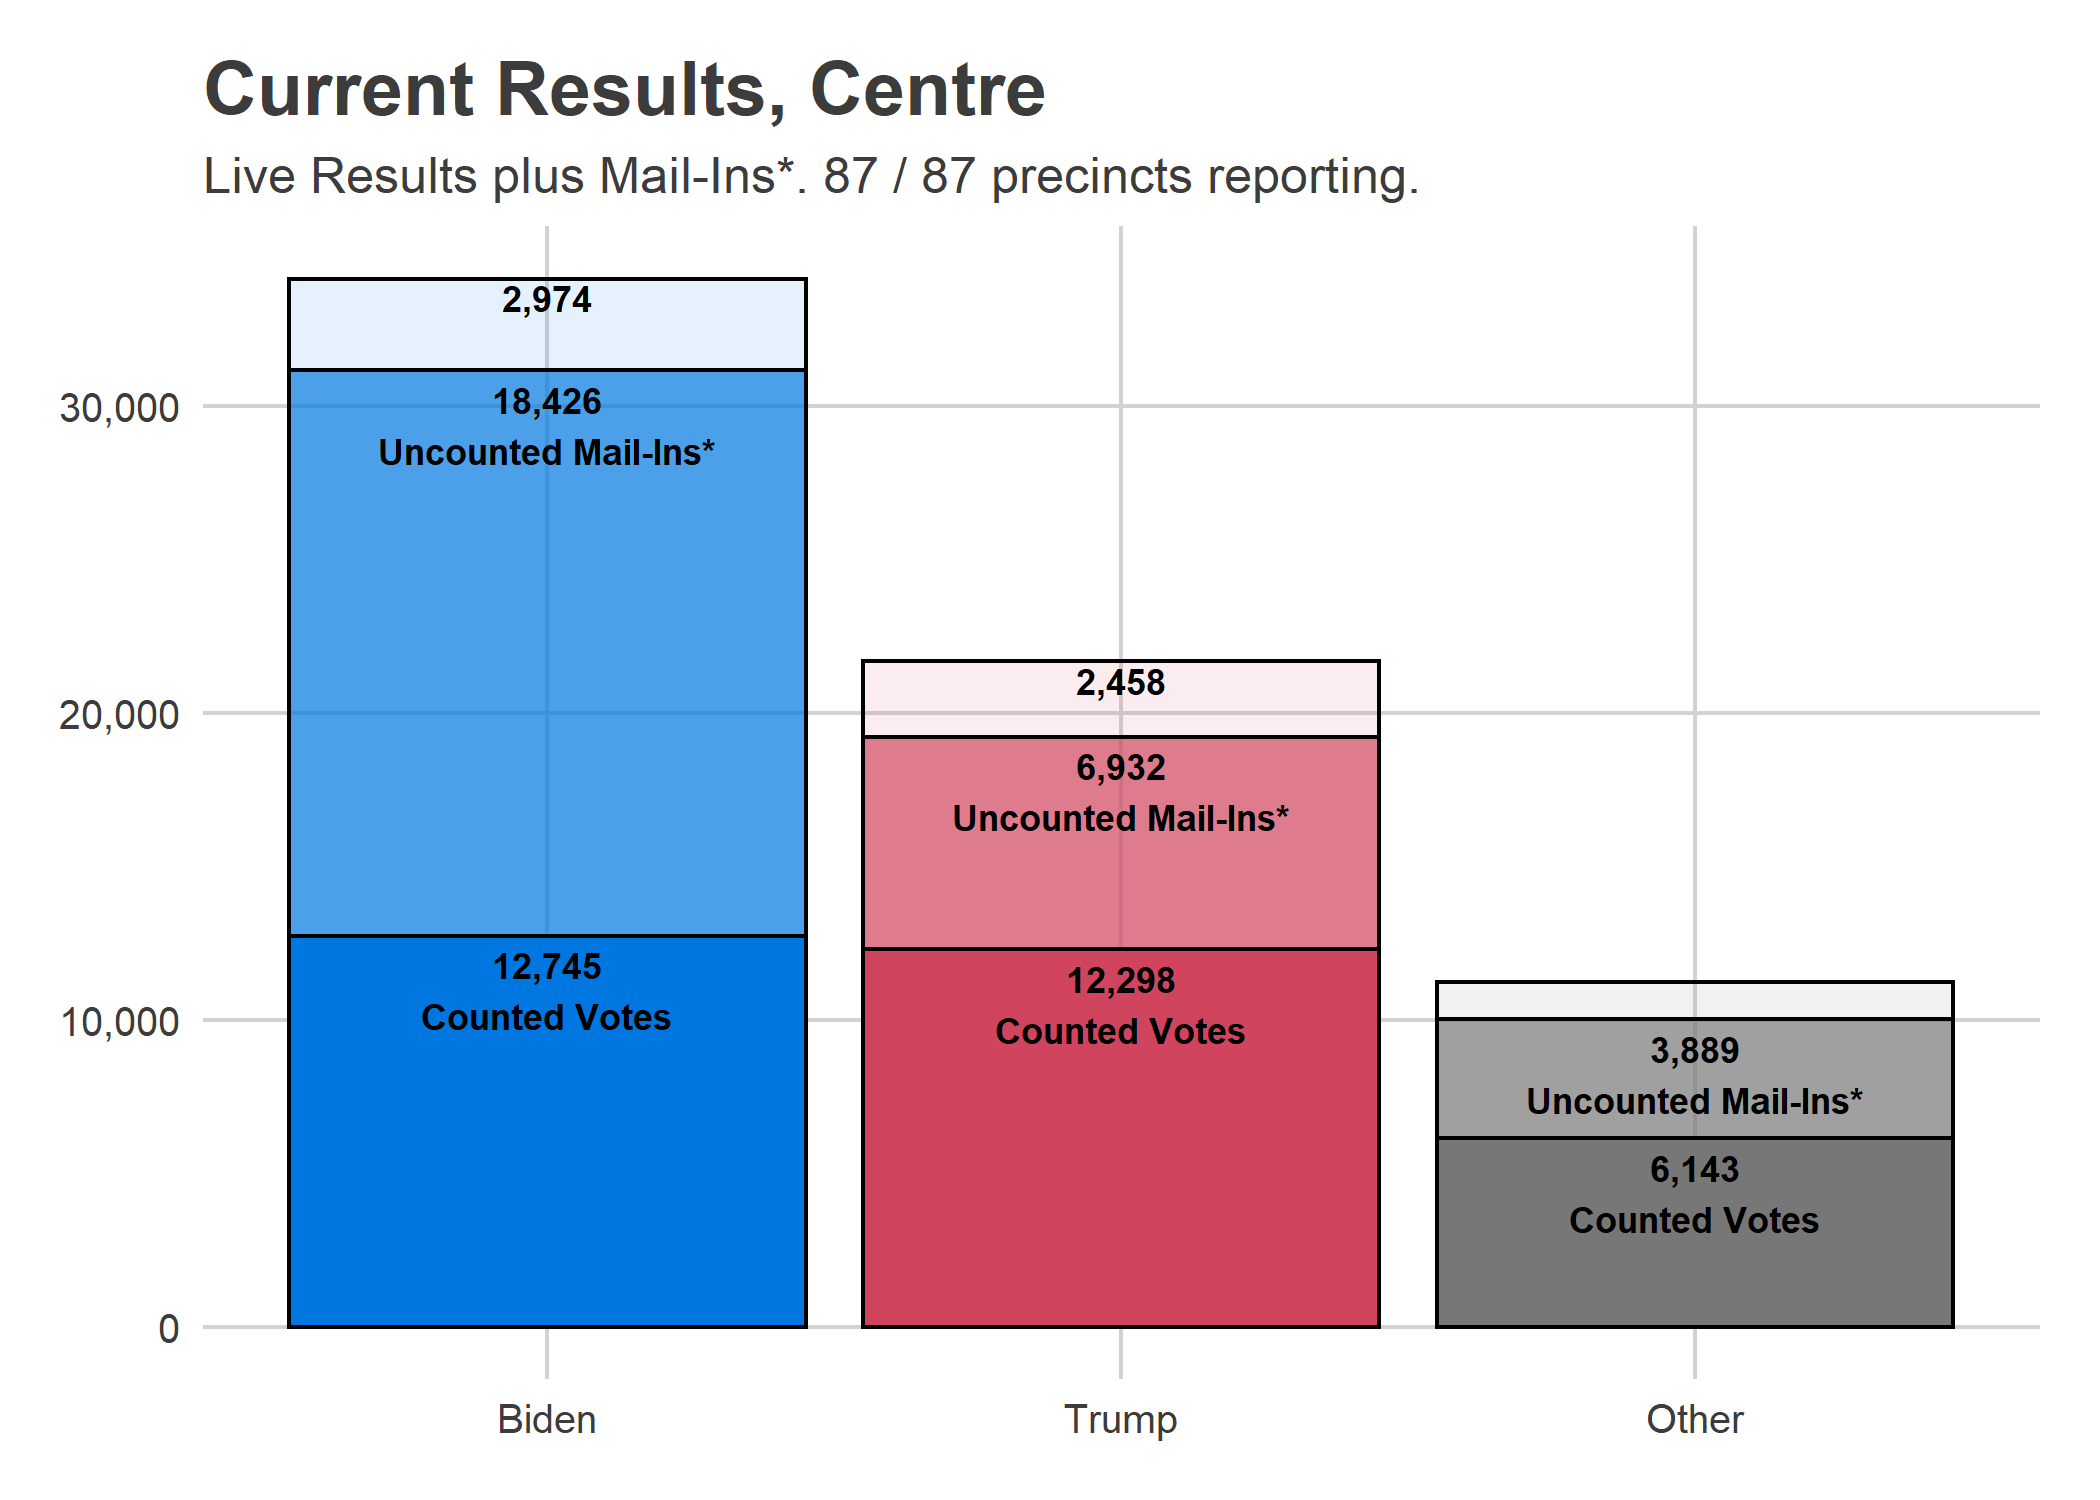 Current Results, Centre
Live Results plus Mail-Ins*. 87 / 87 precincts reporting.
2,974
30,000
18,426
Uncounted Mail-Ins*
2,458
20,000
6,932
Uncounted Mail-Ins*
12,745
Counted Votes
12,298
Counted Votes
10,000
3,889
Uncounted Mail-Ins*
6,143
Counted Votes
0
Biden
Trump
Other